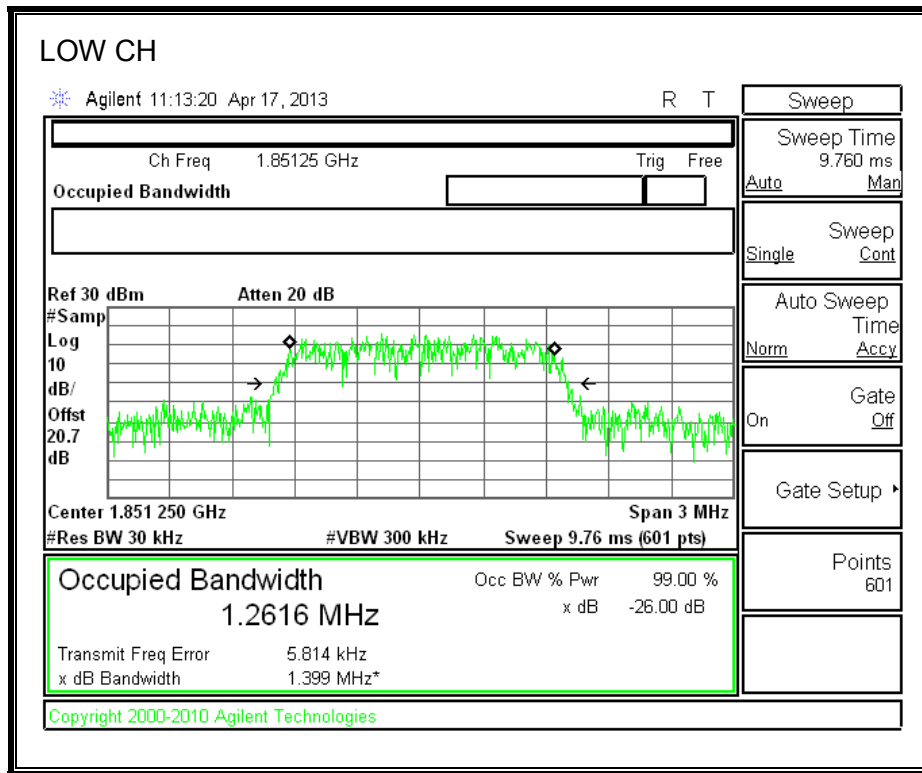 LOW CH
Agilent 11:13:20 Apr 17, 2013 R T
Ch Freq 1.85125 GHz Trig Free
Occupied Bandwidth
Ref 30 dBm Atten 20 dB
#Samp
Log
10
dB/
Offst
20.7
dB
Center 1.851 250 GHz Span 3 MHz
#Res BW 30 kHz #VBW 300 kHz Sweep 9.76 ms (601 pts)
Occupied Bandwidth Occ BW % Pwr 99.00 %
1.2616 MHz x dB -26.00 dB
Transmit Freq Error 5.814 kHz
x dB Bandwidth 1.399 MHz*
Copyright 2000-2010 Agilent Technologies
Sweep
Sweep Time
9.760 ms
Auto Man
Sweep
Single Cont
Auto Sweep
Time
Norm Accy
Gate
On Off
Gate Setup
Points
601